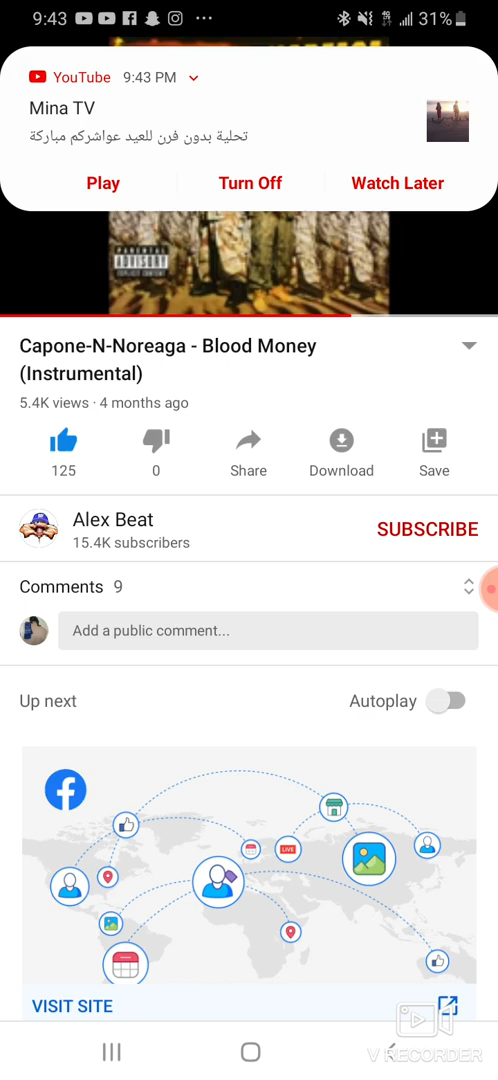 9:43
31%
YouTube 9:43 PM
Mina TV
تحلية بدون فرن للعيد عواشركم مباركة
Play Turn Off Watch Later
PARENTAL
ADVISORY
EXPLICIT CONTENT
Capone-N-Noreaga - Blood Money
(Instrumental)
5.4K views · 4 months ago
125 0 Share Download Save
Alex Beat
15.4K subscribers
SUBSCRIBE
Comments 9
Add a public comment...
Up next
Autoplay
LIVE
VISIT SITE
V RECORDER